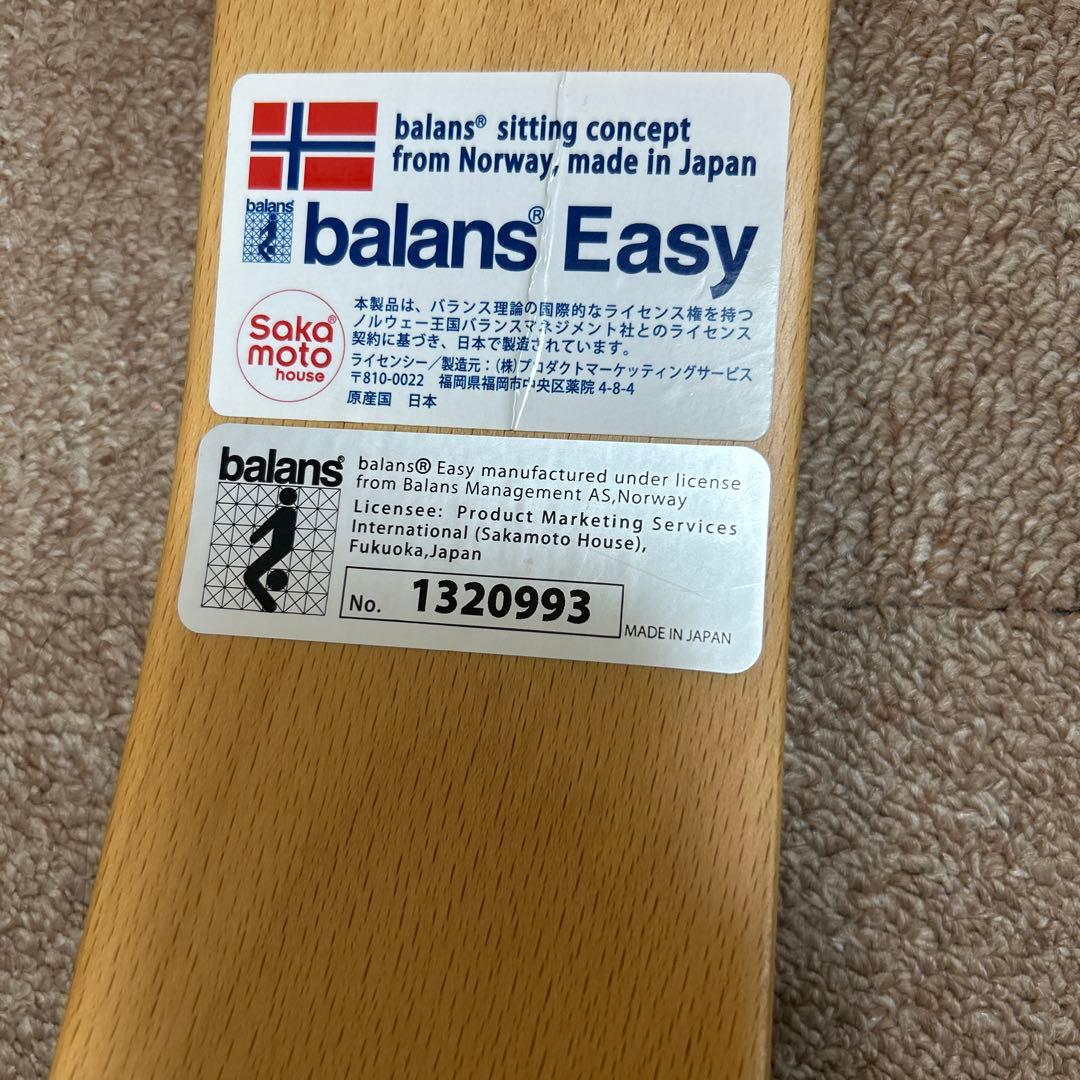 balans® sitting concept
from Norway, made in Japan
balans®
balans® Easy
Saka®
moto
house
本製品は、バランス理論の国際的なライセンス権を持つ
ノルウェー王国バランスマネジメント社とのライセンス
契約に基づき、日本で製造されています。
ライセンシー／製造元：(株)プロダクトマーケッティングサービス
〒810-0022 福岡県福岡市中央区薬院 4-8-4
原産国 日本
balans®
balans® Easy manufactured under license
from Balans Management AS,Norway
Licensee: Product Marketing Services
International (Sakamoto House),
Fukuoka,Japan
No. 1320993
MADE IN JAPAN